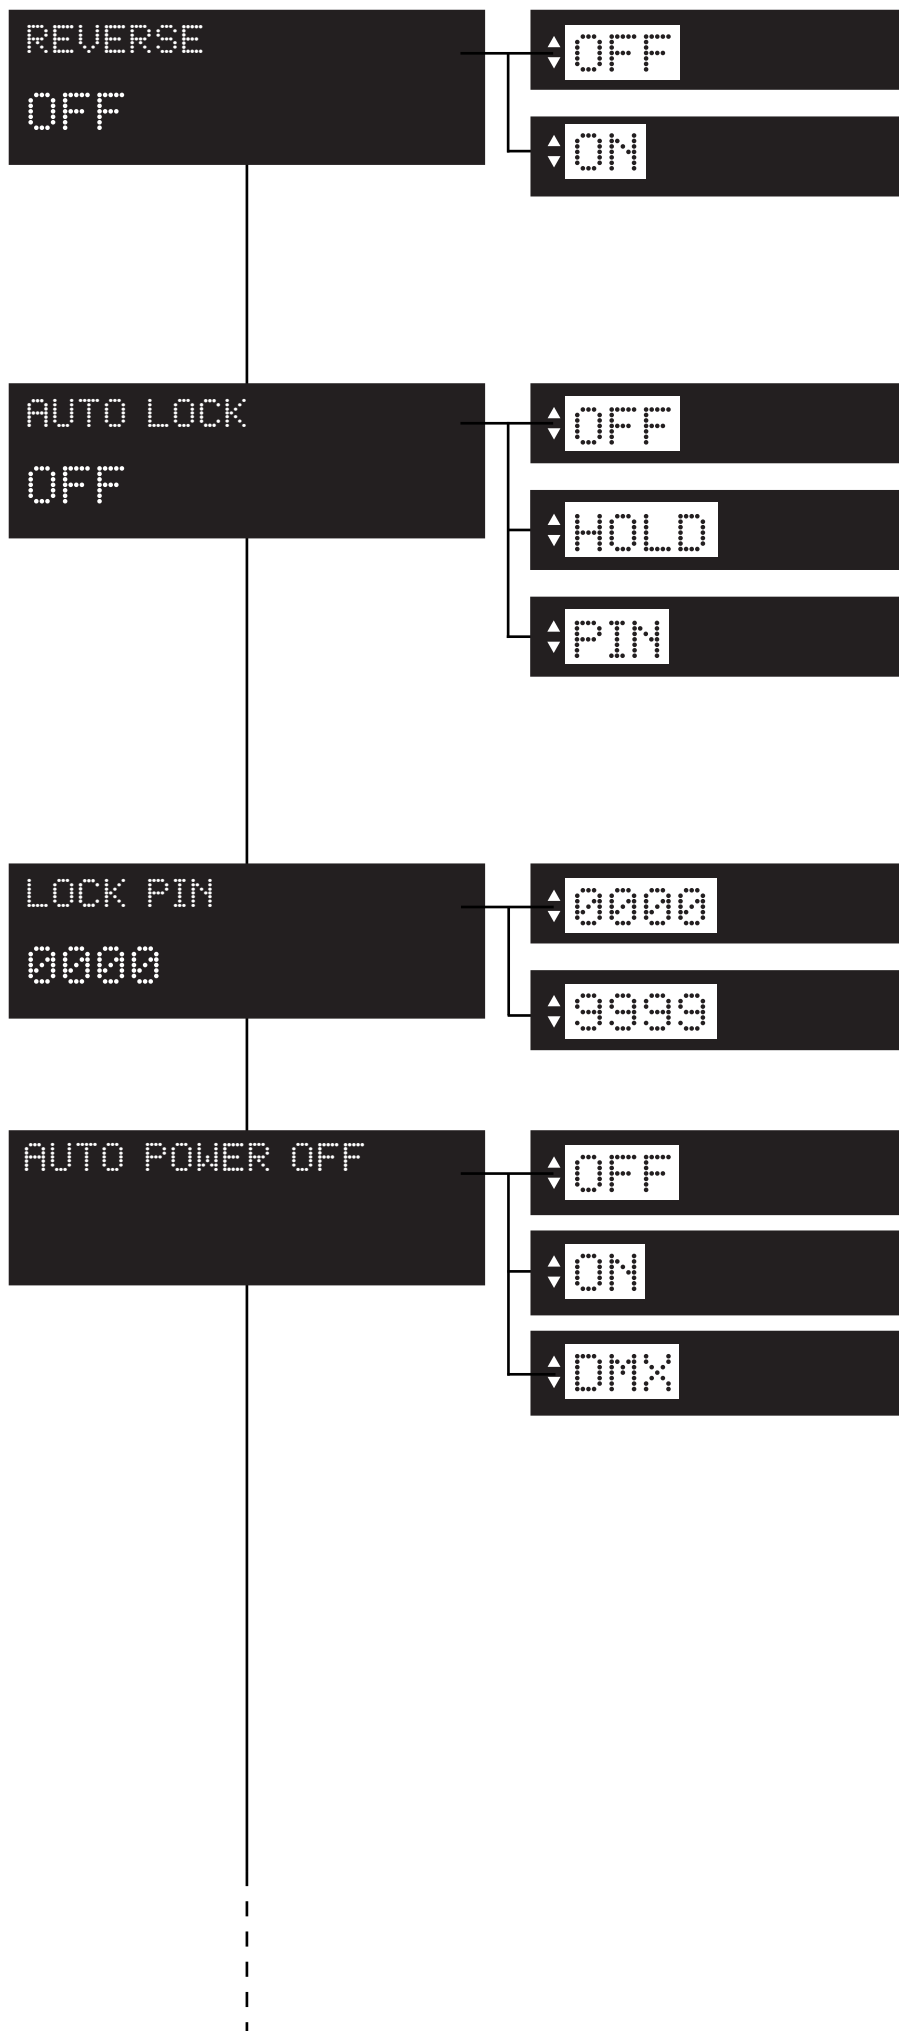 REVERSE
OFF
OFF
ON
AUTO LOCK
OFF
OFF
HOLD
PIN
LOCK PIN
0000
0000
9999
AUTO POWER OFF
OFF
ON
DMX